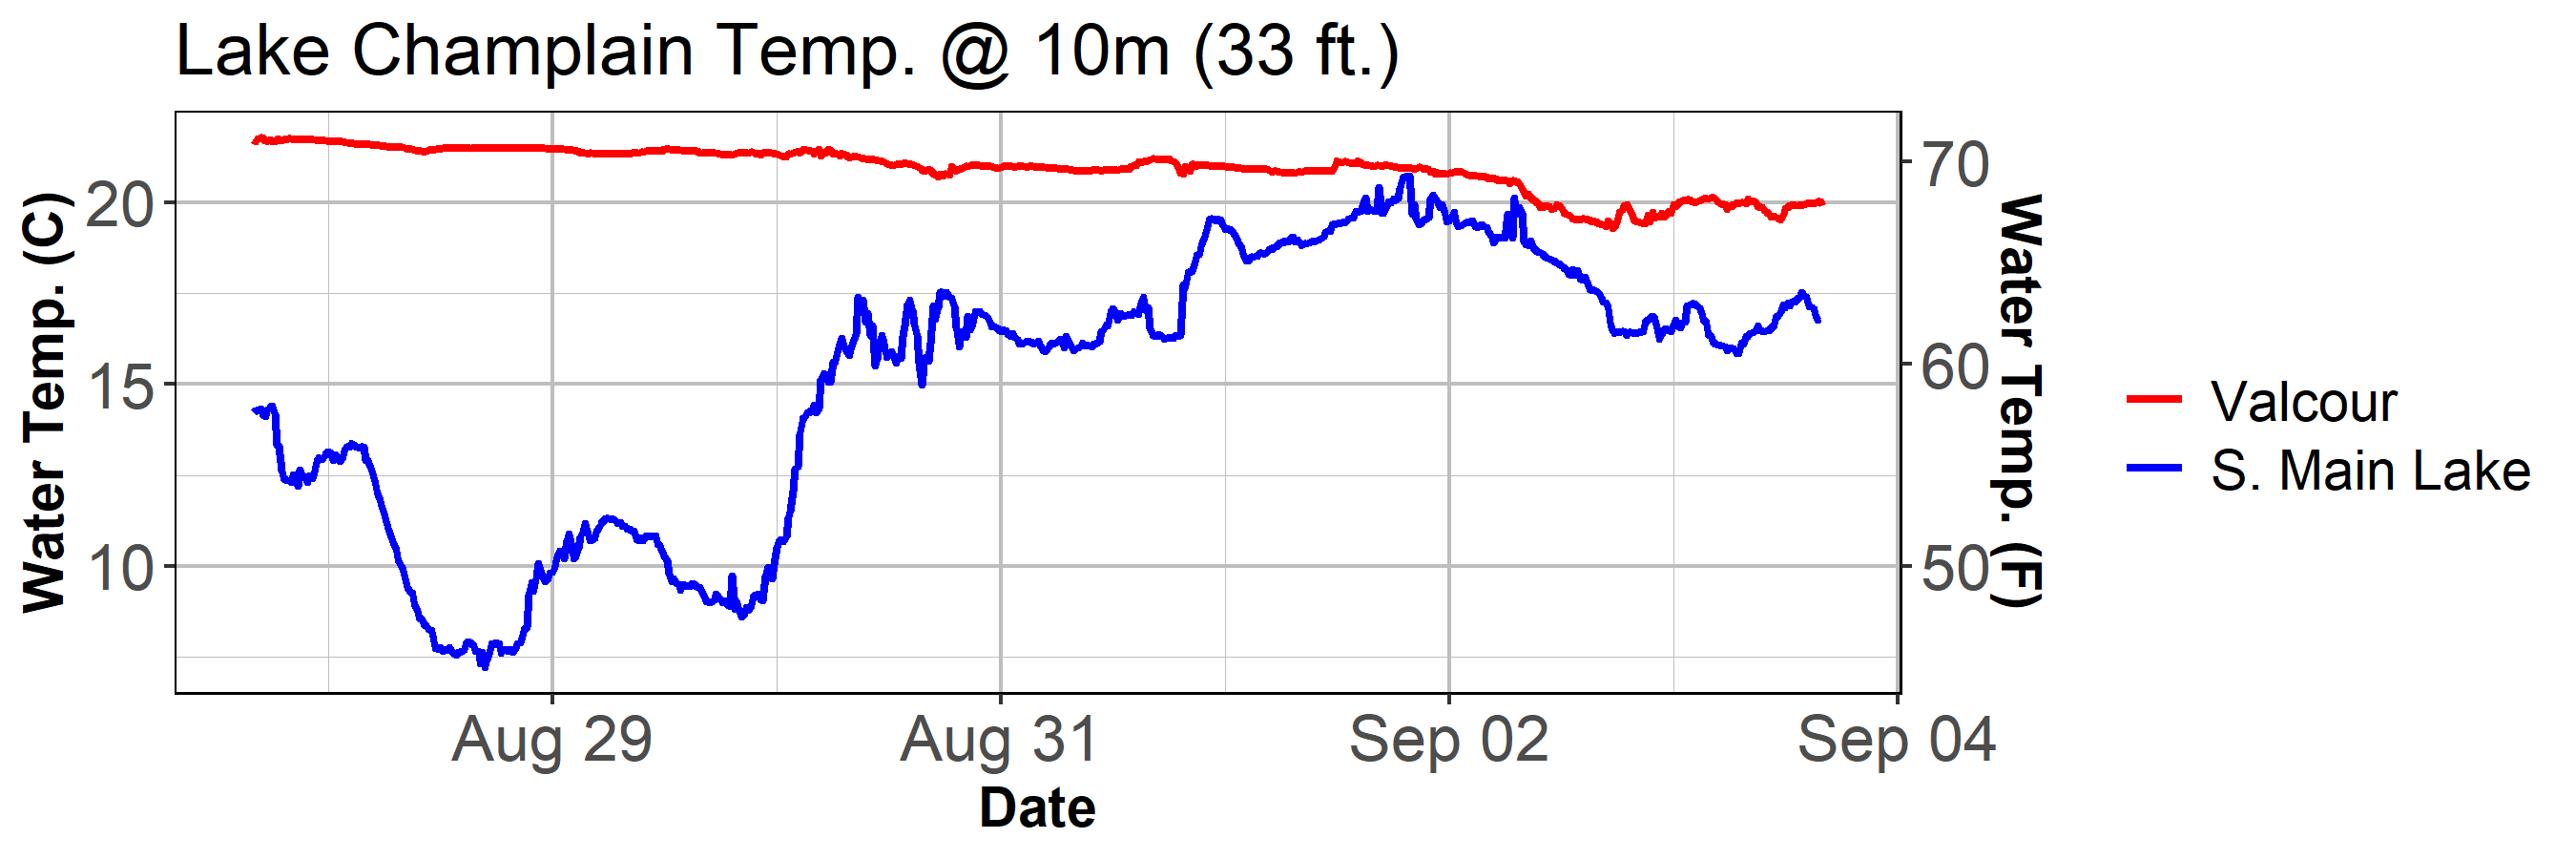 Lake Champlain Temp. @ 10m (33 ft.)
Water Temp. (C)
20
15
10
70
60
50
Water Temp. (F)
Aug 29
Aug 31
Sep 02
Sep 04
Date
Valcour
S. Main Lake